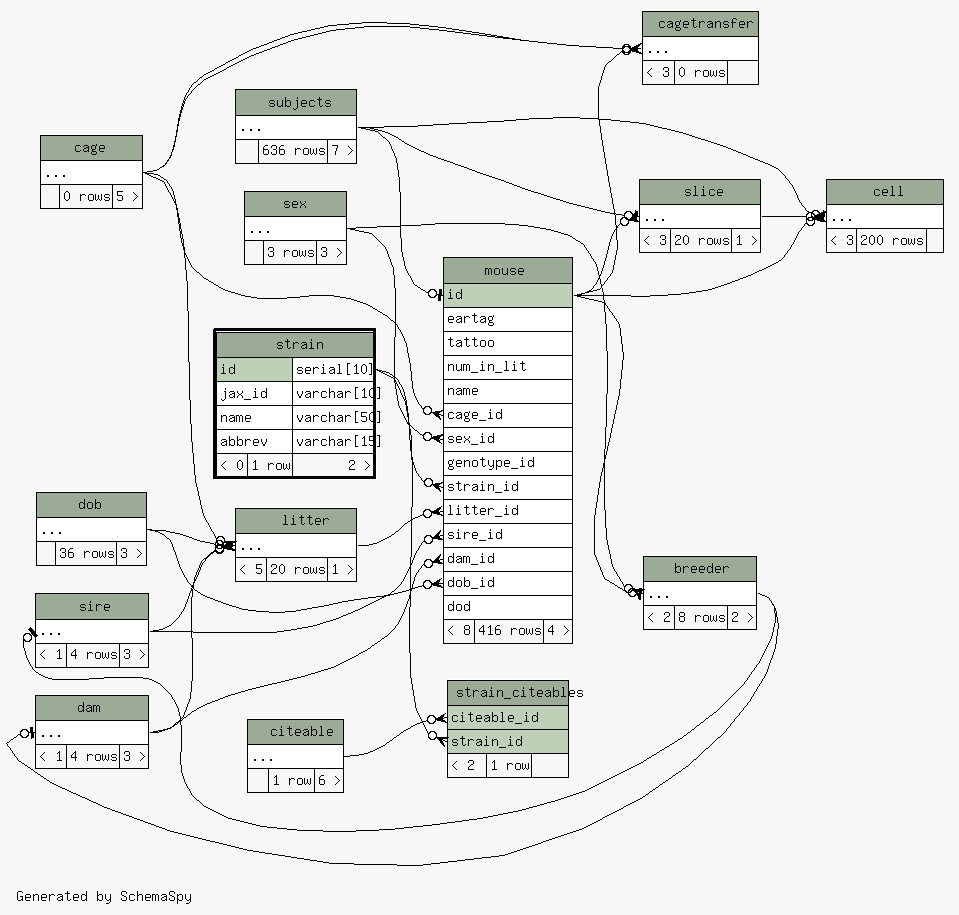 cagetransfer
...
< 3 0 rows
subjects
...
636 rows 7 >
cage
...
0 rows 5 >
slice
...
< 3 20 rows 1 >
cell
...
< 3 200 rows
sex
...
3 rows 3 >
mouse
id
eartag
tattoo
num_in_lit
name
cage_id
sex_id
genotype_id
strain_id
litter_id
sire_id
dam_id
dob_id
dod
< 8 416 rows 4 >
strain
id serial[10]
jax_id varchar[10]
name varchar[50]
abbrev varchar[15]
< 0 1 row 2 >
dob
...
36 rows 3 >
litter
...
< 5 20 rows 1 >
breeder
...
< 2 8 rows 2 >
sire
...
< 1 4 rows 3 >
dam
...
< 1 4 rows 3 >
citeable
...
1 row 6 >
strain_citeables
citeable_id
strain_id
< 2 1 row
Generated by SchemaSpy